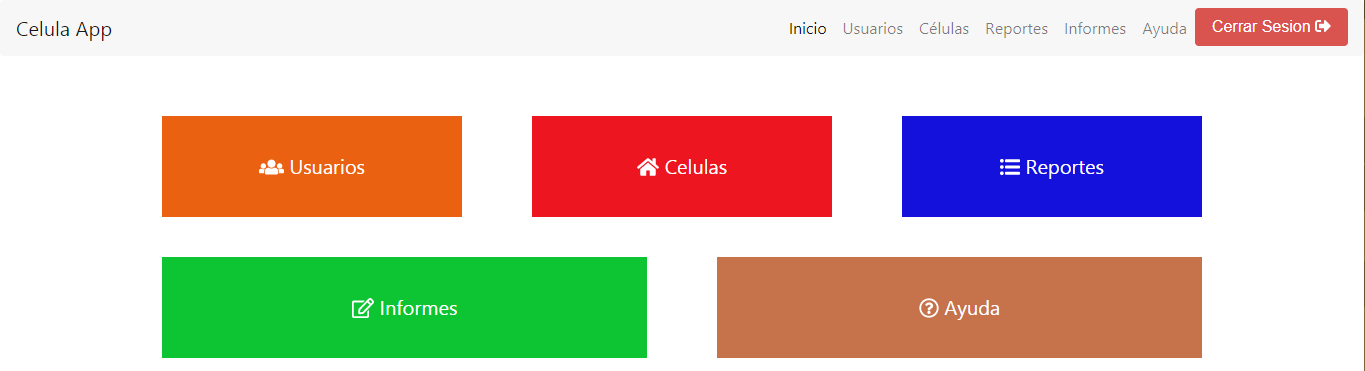 Celula App Inicio Usuarios Células Reportes Informes Ayuda Cerrar Sesion
Usuarios Celulas Reportes
Informes Ayuda